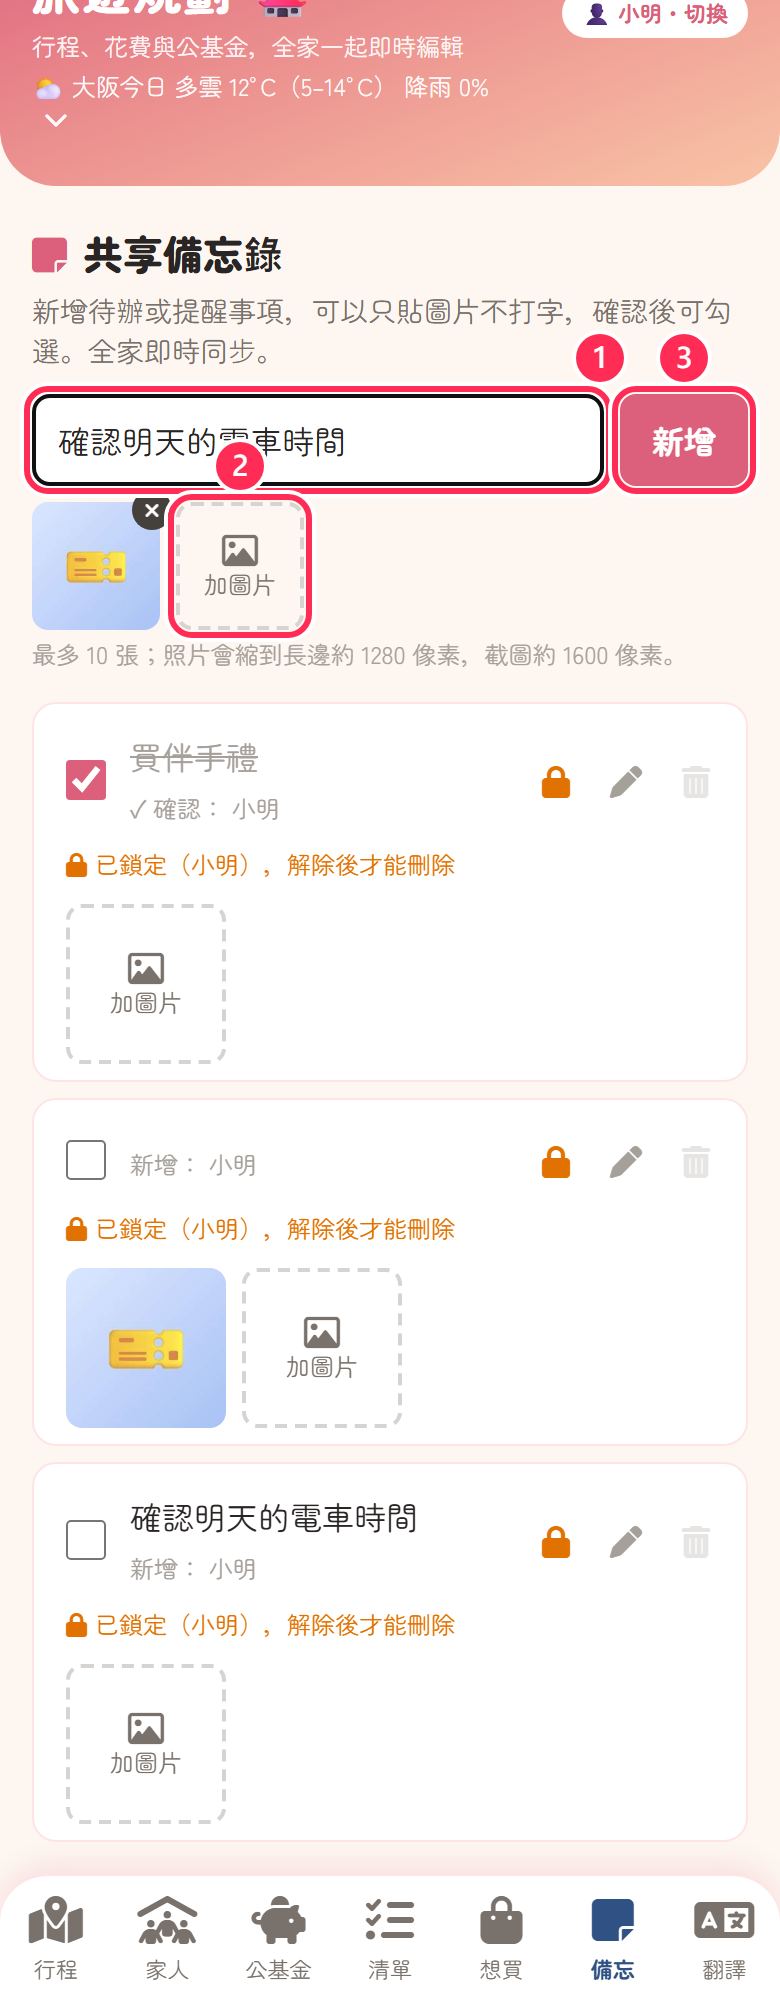 旅遊規劃
小明・切換
行程、花費與公基金，全家一起即時編輯
大阪今日 多雲 12°C（5–14°C） 降雨 0%
共享備忘錄
新增待辦或提醒事項，可以只貼圖片不打字，確認後可勾
選。全家即時同步。
1
3
確認明天的電車時間
新增
2
加圖片
最多 10 張；照片會縮到長邊約 1280 像素，截圖約 1600 像素。
買伴手禮
✓ 確認： 小明
已鎖定（小明），解除後才能刪除
加圖片
新增： 小明
已鎖定（小明），解除後才能刪除
加圖片
確認明天的電車時間
新增： 小明
已鎖定（小明），解除後才能刪除
加圖片
行程 家人 公基金 清單 想買 備忘 翻譯